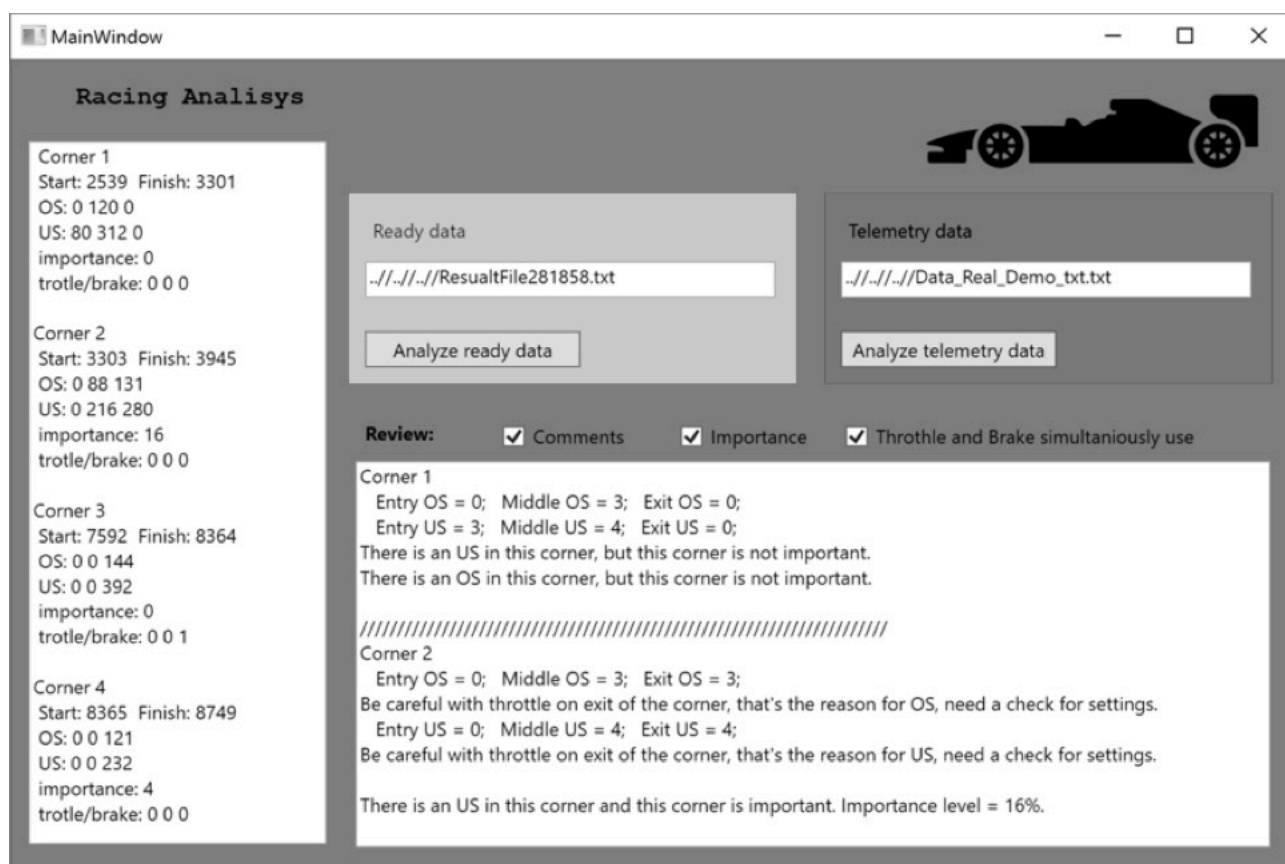 MainWindow
Racing Analisys
Corner 1
Start: 2539 Finish: 3301
OS: 0 120 0
US: 80 312 0
importance: 0
trotle/brake: 0 0 0
Corner 2
Start: 3303 Finish: 3945
OS: 0 88 131
US: 0 216 280
importance: 16
trotle/brake: 0 0 0
Corner 3
Start: 7592 Finish: 8364
OS: 0 0 144
US: 0 0 392
importance: 0
trotle/brake: 0 0 1
Corner 4
Start: 8365 Finish: 8749
OS: 0 0 121
US: 0 0 232
importance: 4
trotle/brake: 0 0 0
Ready data
..//..//..//ResualtFile281858.txt
Analyze ready data
Telemetry data
..//..//..//Data_Real_Demo_txt.txt
Analyze telemetry data
Review: Comments Importance Throthle and Brake simultaniously use
Corner 1
Entry OS = 0; Middle OS = 3; Exit OS = 0;
Entry US = 3; Middle US = 4; Exit US = 0;
There is an US in this corner, but this corner is not important.
There is an OS in this corner, but this corner is not important.
///////////////////////////////////////////////////////////////////////
Corner 2
Entry OS = 0; Middle OS = 3; Exit OS = 3;
Be careful with throttle on exit of the corner, that's the reason for OS, need a check for settings.
Entry US = 0; Middle US = 4; Exit US = 4;
Be careful with throttle on exit of the corner, that's the reason for US, need a check for settings.
There is an US in this corner and this corner is important. Importance level = 16%.